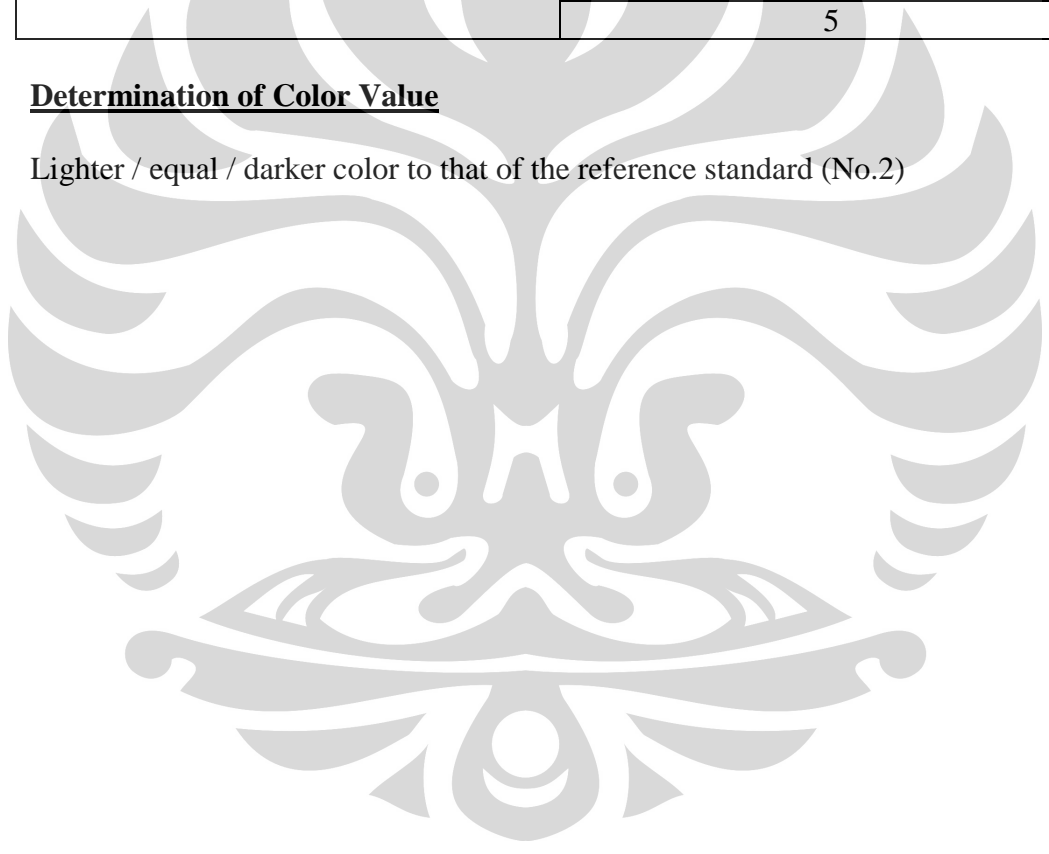 5
Determination of Color Value
Lighter / equal / darker color to that of the reference standard (No.2)